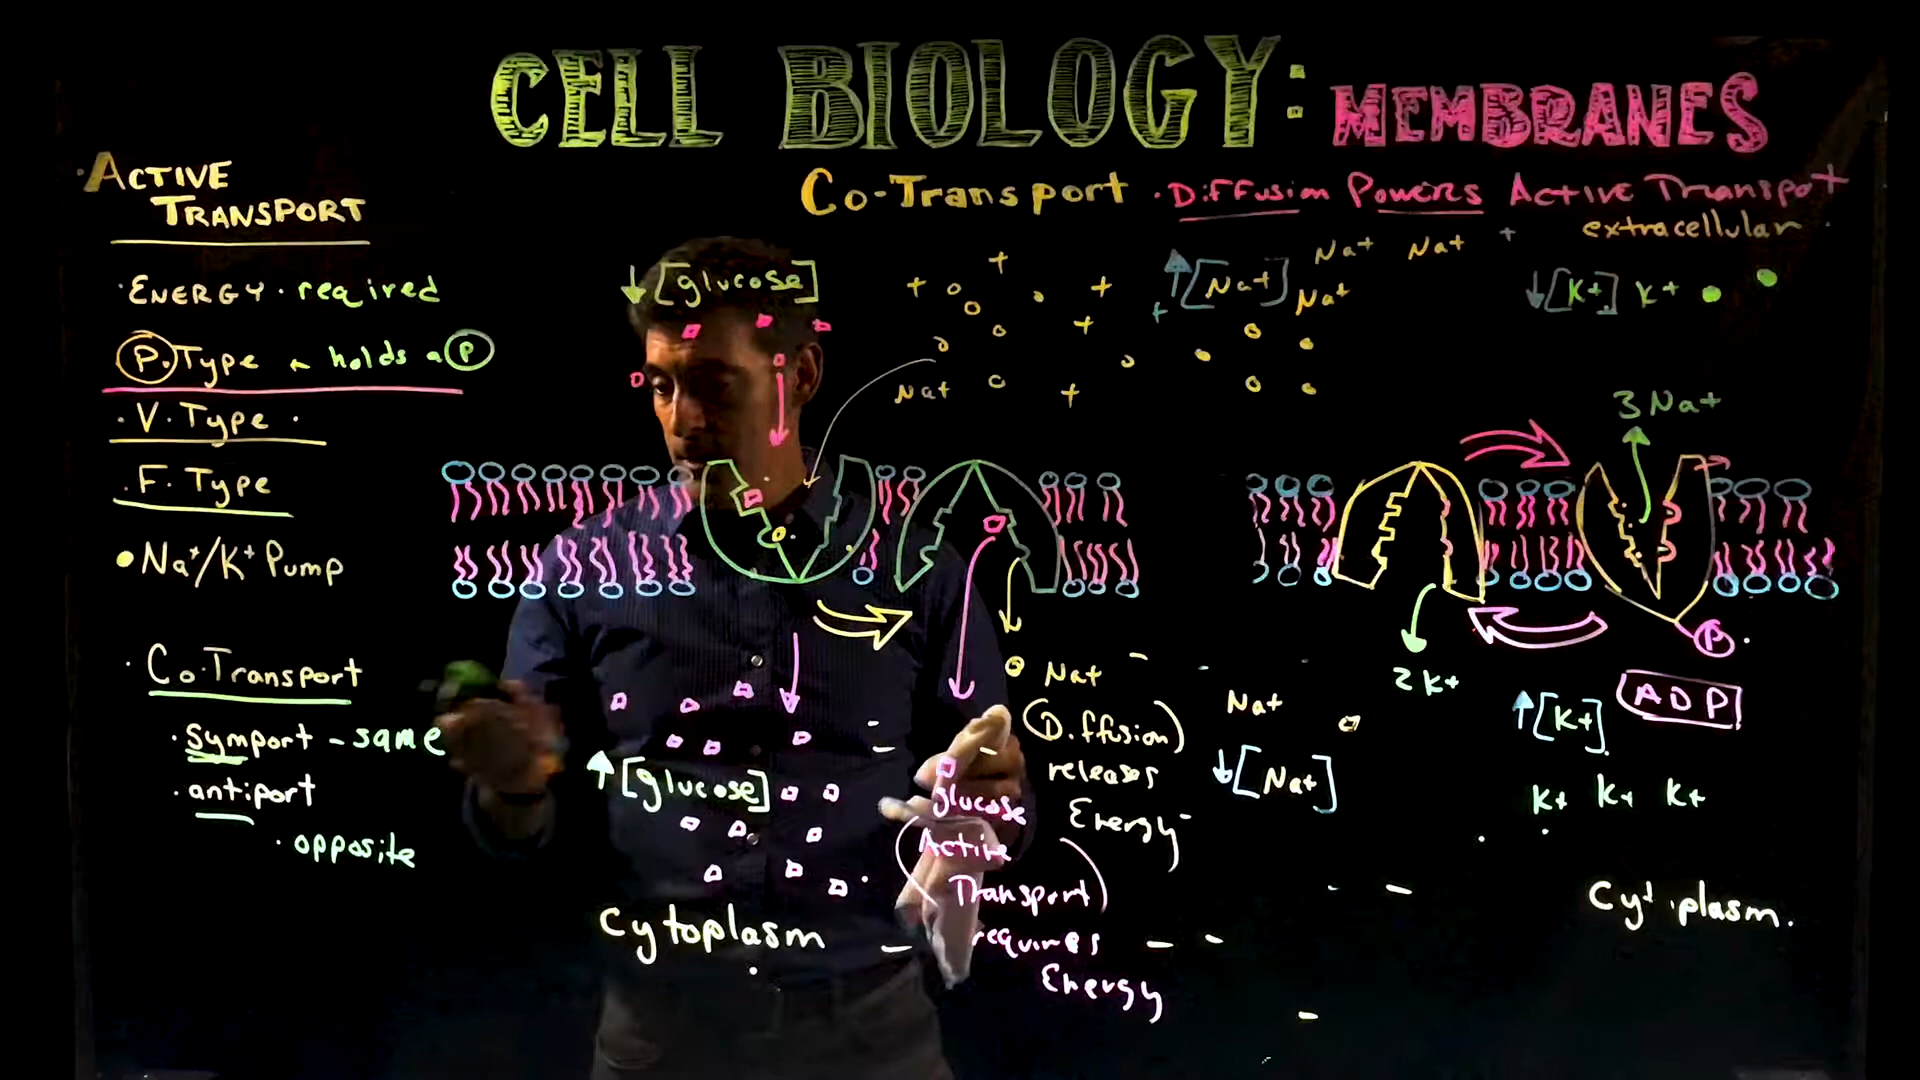 CELL BIOLOGY: MEMBRANES
ACTIVE
TRANSPORT
Co-Transport · Diffusion Powers Active Transport
extracellular
· ENERGY · required
P. Type holds a P
· V. Type ·
. F. Type
• Na+/K+ Pump
· Co.Transport
· symport - same
· antiport
· opposite
↓ [glucose]
↑ [Na+] Na+ Na+
Na+
↓ [K+] K+
Na+
3 Na+
2 K+
P
ADP
Na+
Diffusion
releases
Energy
Na+
↓ [Na+]
↑ [K+]
K+ K+ K+
↑ [glucose]
glucose
Active
Transport
requires
Energy
Cytoplasm
Cyt.plasm.